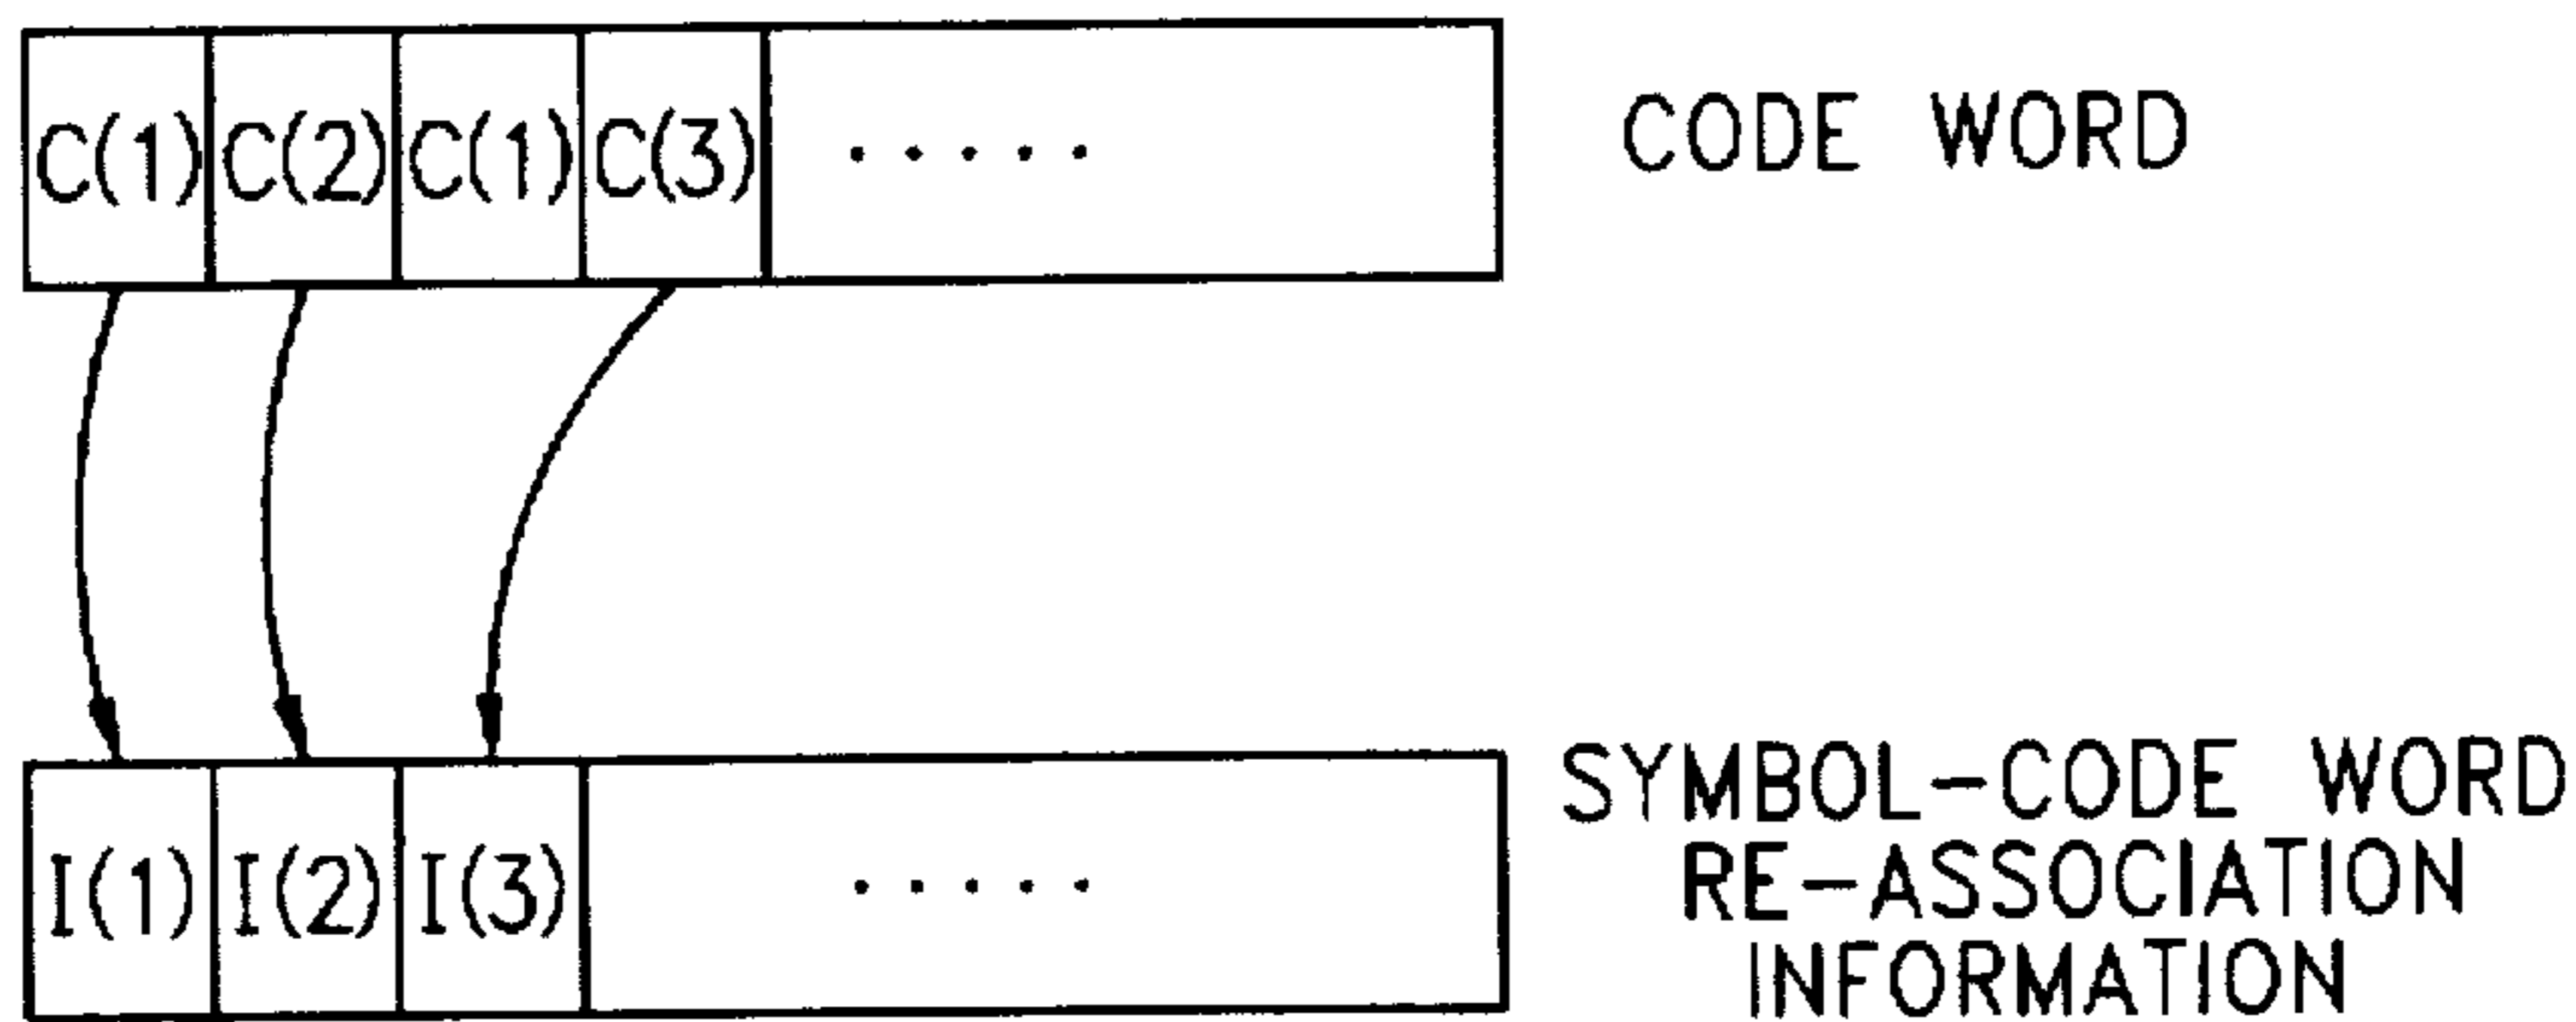 C(1) C(2) C(1) C(3) . . . . .
CODE WORD
I(1) I(2) I(3) . . . . .
SYMBOL-CODE WORD
RE-ASSOCIATION
INFORMATION